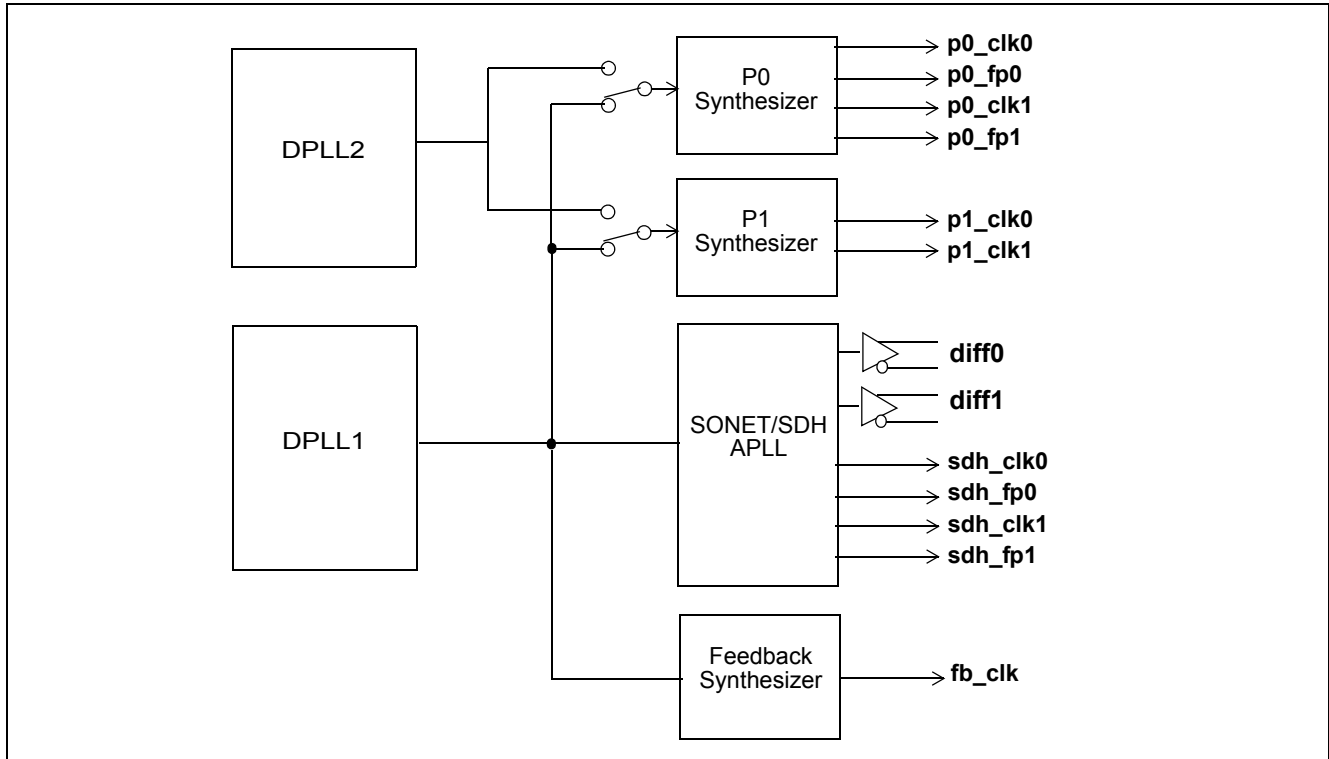 DPLL2
P0
Synthesizer
p0_clk0
p0_fp0
p0_clk1
p0_fp1
P1
Synthesizer
p1_clk0
p1_clk1
DPLL1
SONET/SDH
APLL
diff0
diff1
sdh_clk0
sdh_fp0
sdh_clk1
sdh_fp1
Feedback
Synthesizer
fb_clk